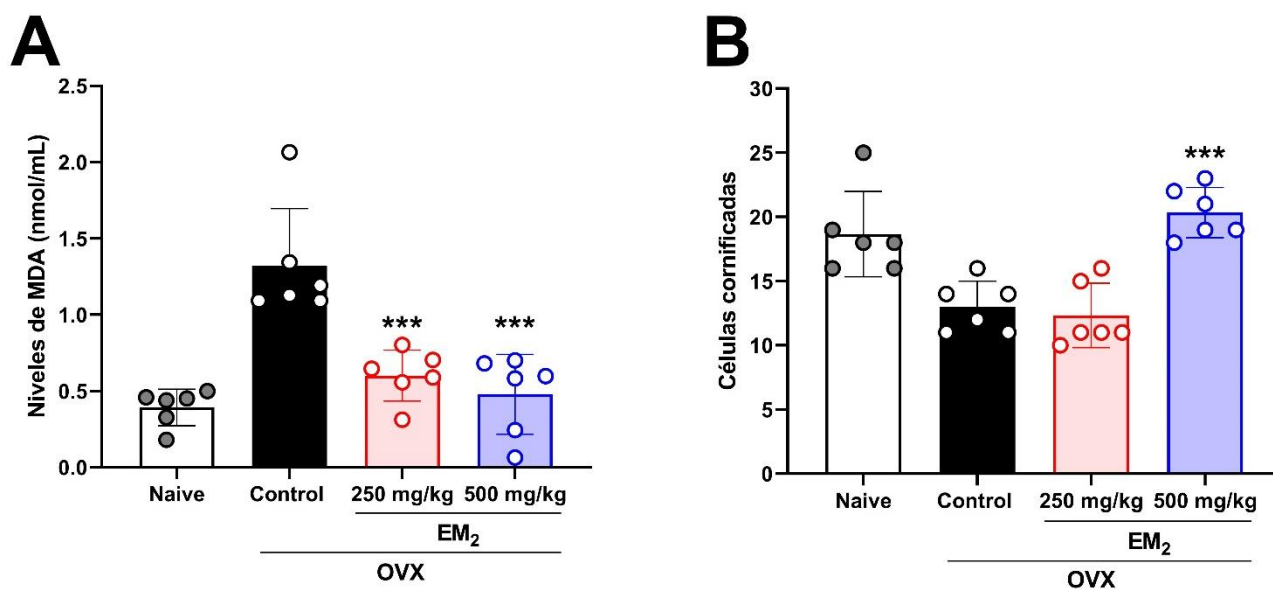 A
Niveles de MDA (nmol/mL)
2.5
2.0
1.5
1.0
0.5
0.0
***
***
Naive
Control
250 mg/kg
500 mg/kg
EM₂
OVX
B
Células cornificadas
30
25
20
15
10
5
0
***
Naive
Control
250 mg/kg
500 mg/kg
EM₂
OVX